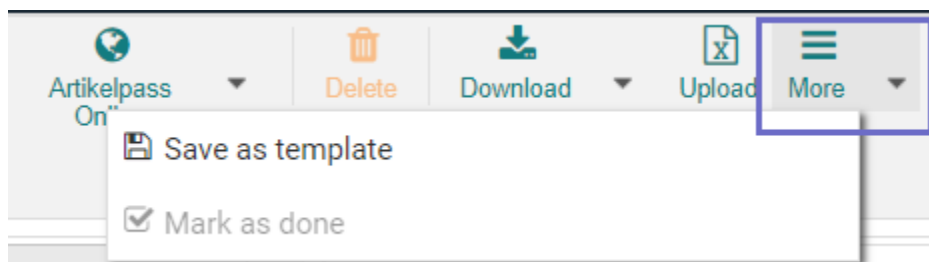 Artikelpass
Delete
Download
Upload
More
Save as template
Mark as done